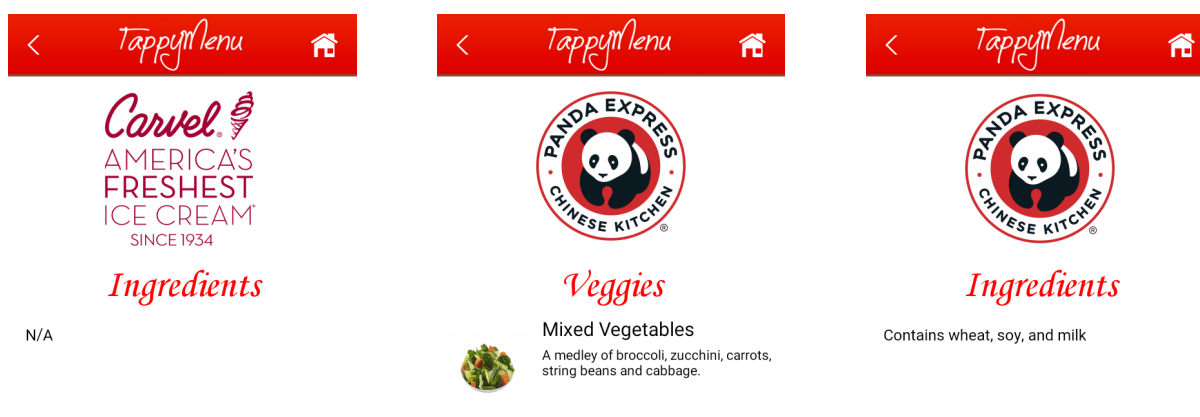 TappyMenu
Carvel®
AMERICA'S
FRESHEST
ICE CREAM®
SINCE 1934
Ingredients
N/A
TappyMenu
PANDA EXPRESS
CHINESE KITCHEN ®
Veggies
Mixed Vegetables
A medley of broccoli, zucchini, carrots,
string beans and cabbage.
TappyMenu
PANDA EXPRESS
CHINESE KITCHEN ®
Ingredients
Contains wheat, soy, and milk